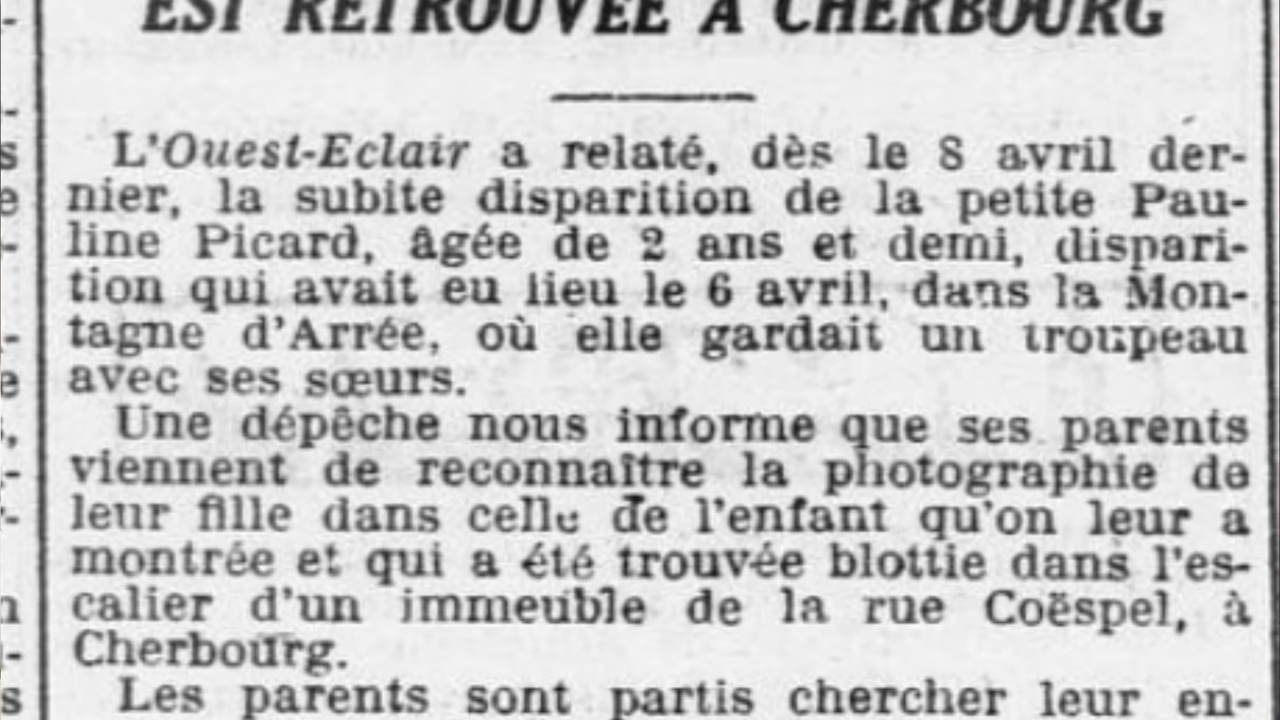 EST RETROUVÉE A CHERBOURG
L'Ouest-Eclair a relaté, dès le 8 avril der-
nier, la subite disparition de la petite Pau-
line Picard, âgée de 2 ans et demi, dispari-
tion qui avait eu lieu le 6 avril, dans la Mon-
tagne d'Arrée, où elle gardait un troupeau
avec ses sœurs.
Une dépêche nous informe que ses parents
viennent de reconnaître la photographie de
leur fille dans celle de l'enfant qu'on leur a
montrée et qui a été trouvée blottie dans l'es-
calier d'un immeuble de la rue Coëspel, à
Cherbourg.
Les parents sont partis chercher leur en-